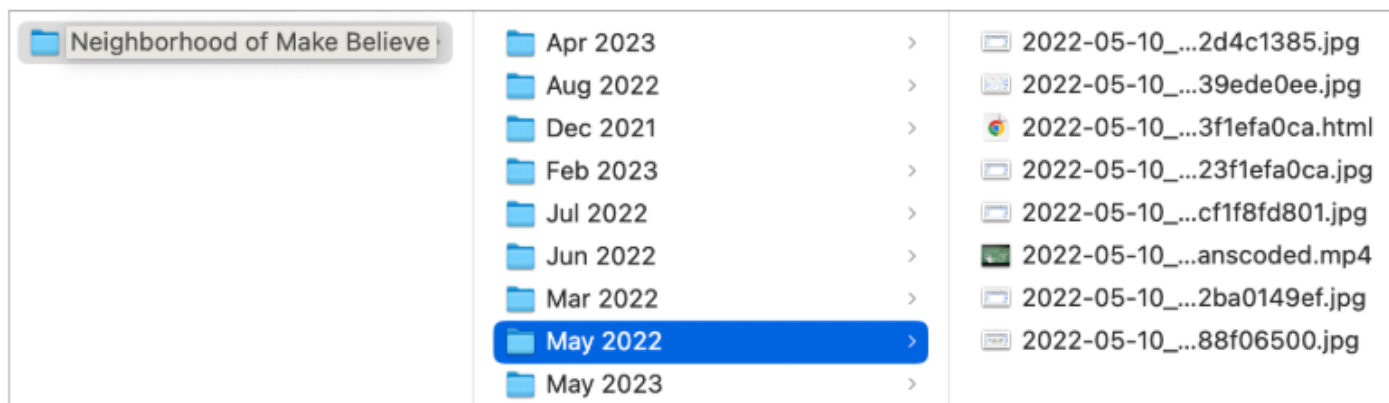 Neighborhood of Make Believe
Apr 2023
Aug 2022
Dec 2021
Feb 2023
Jul 2022
Jun 2022
Mar 2022
May 2022
May 2023
2022-05-10_...2d4c1385.jpg
2022-05-10_...39ede0ee.jpg
2022-05-10_...3f1efa0ca.html
2022-05-10_...23f1efa0ca.jpg
2022-05-10_...cf1f8fd801.jpg
2022-05-10_...anscoded.mp4
2022-05-10_...2ba0149ef.jpg
2022-05-10_...88f06500.jpg